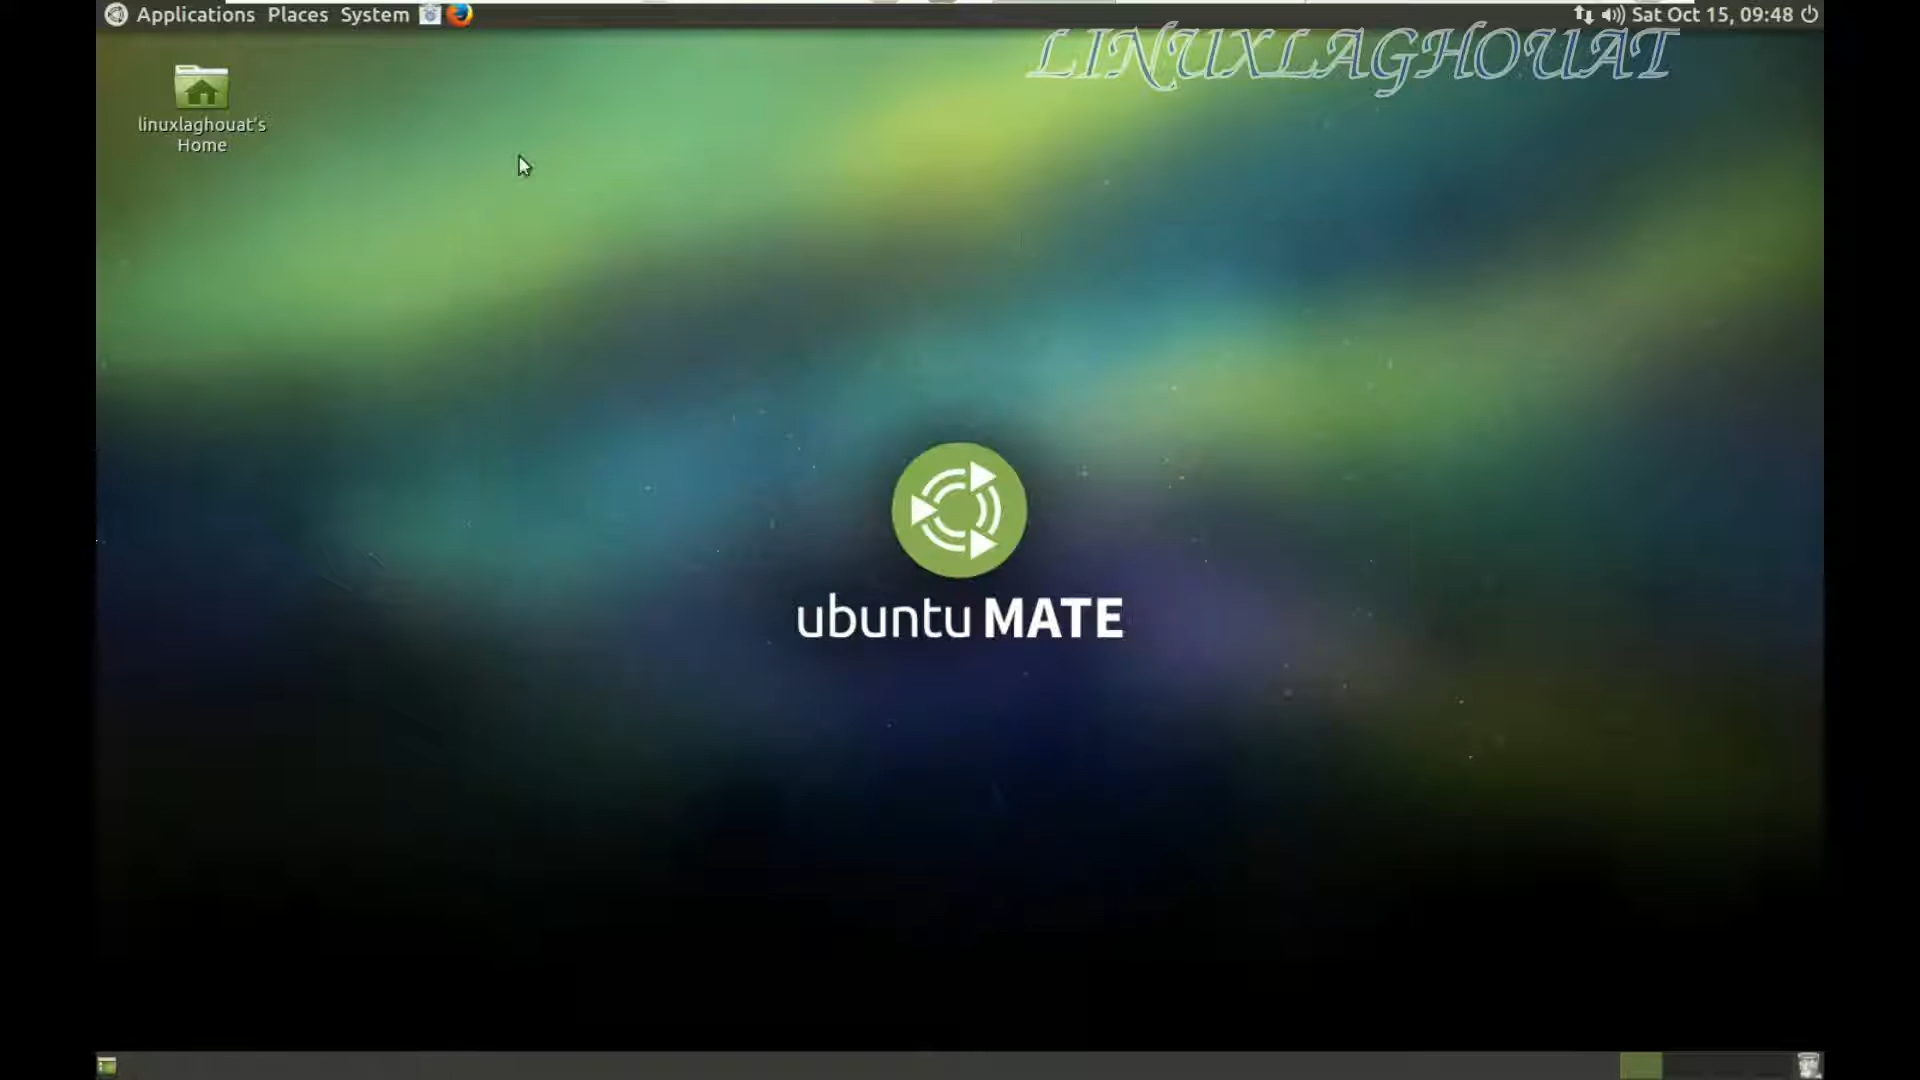 Applications Places System
Sat Oct 15, 09:48
LINUXLAGHOUAT
linuxlaghouat's
Home
ubuntu MATE